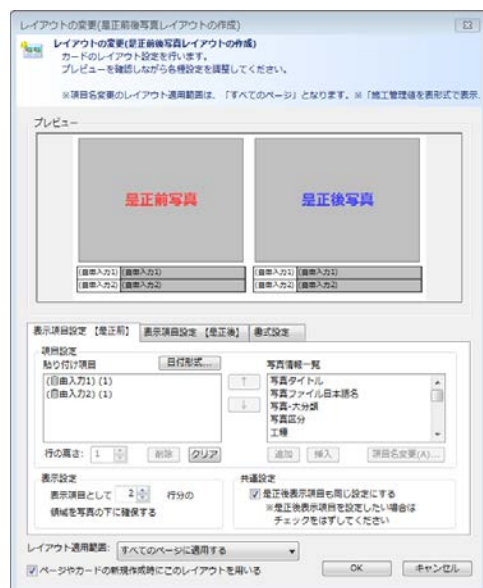 レイアウトの変更(是正前後写真レイアウトの作成)
レイアウトの変更(是正前後写真レイアウトの作成)
カードのレイアウト設定を行います。
プレビューを確認しながら各種設定を調整してください。
※項目名変更のレイアウト適用範囲は、「すべてのページ」となります。※「施工管理値を表形式で表示
プレビュー
是正前写真 是正後写真
(自由入力1) (自由入力1) (自由入力1) (自由入力1)
(自由入力2) (自由入力2) (自由入力2) (自由入力2)
表示項目設定 【是正前】 表示項目設定 【是正後】 書式設定
項目設定
貼り付け項目 日付形式... 写真情報一覧
(自由入力1) (1)
(自由入力2) (1)
↑
↓
写真タイトル
写真ファイル日本語名
写真-大分類
写真区分
工種
行の高さ: 1 削除 クリア 追加 挿入 項目名変更(A)...
表示設定
表示項目として 2 行分の
領域を写真の下に確保する
共通設定
是正後表示項目も同じ設定にする
※是正後表示項目を設定したい場合は
チェックをはずしてください
レイアウト適用範囲: すべてのページに適用する
ページやカードの新規作成時にこのレイアウトを用いる OK キャンセル